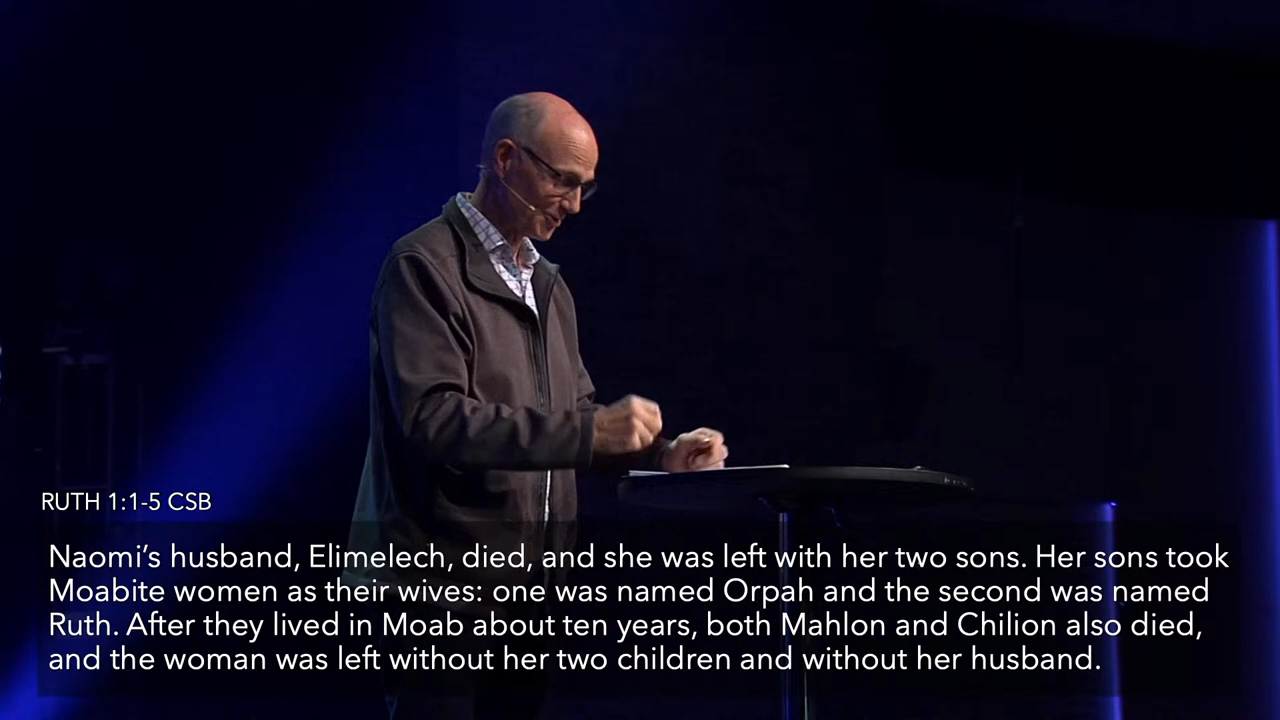 RUTH 1:1-5 CSB
Naomi’s husband, Elimelech, died, and she was left with her two sons. Her sons took
Moabite women as their wives: one was named Orpah and the second was named
Ruth. After they lived in Moab about ten years, both Mahlon and Chilion also died,
and the woman was left without her two children and without her husband.